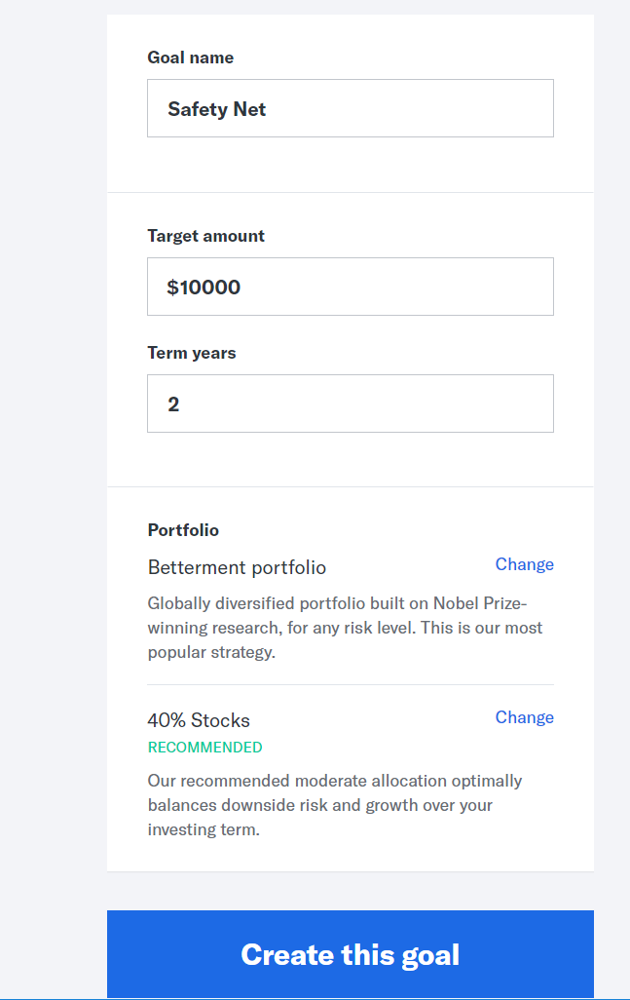 Goal name
Safety Net
Target amount
$10000
Term years
2
Portfolio
Betterment portfolio
Change
Globally diversified portfolio built on Nobel Prize-
winning research, for any risk level. This is our most
popular strategy.
40% Stocks
Change
RECOMMENDED
Our recommended moderate allocation optimally
balances downside risk and growth over your
investing term.
Create this goal